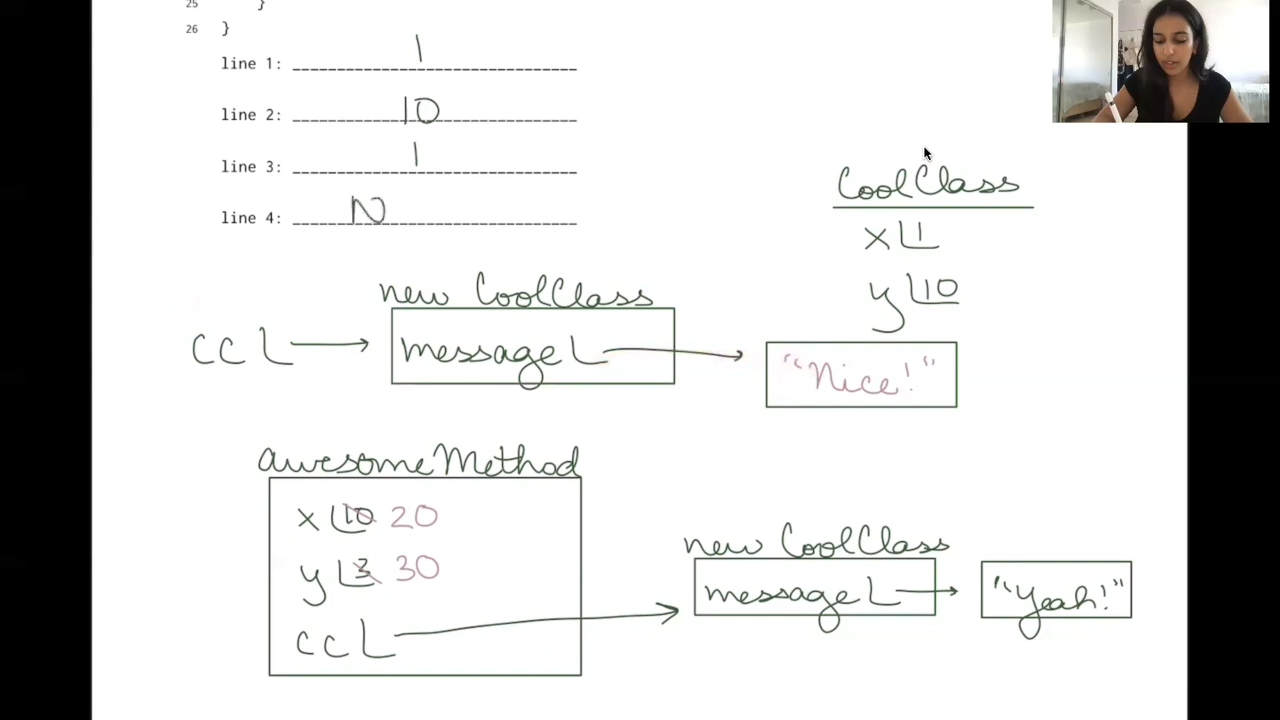 25 }
26 }
line 1: 1
line 2: 10
line 3: 1
line 4: N
CoolClass
x 1
y 10
new CoolClass
cc
message
"Nice!"
awesomeMethod
x 10 20
y 3 30
cc
new CoolClass
message
"Yeah!"